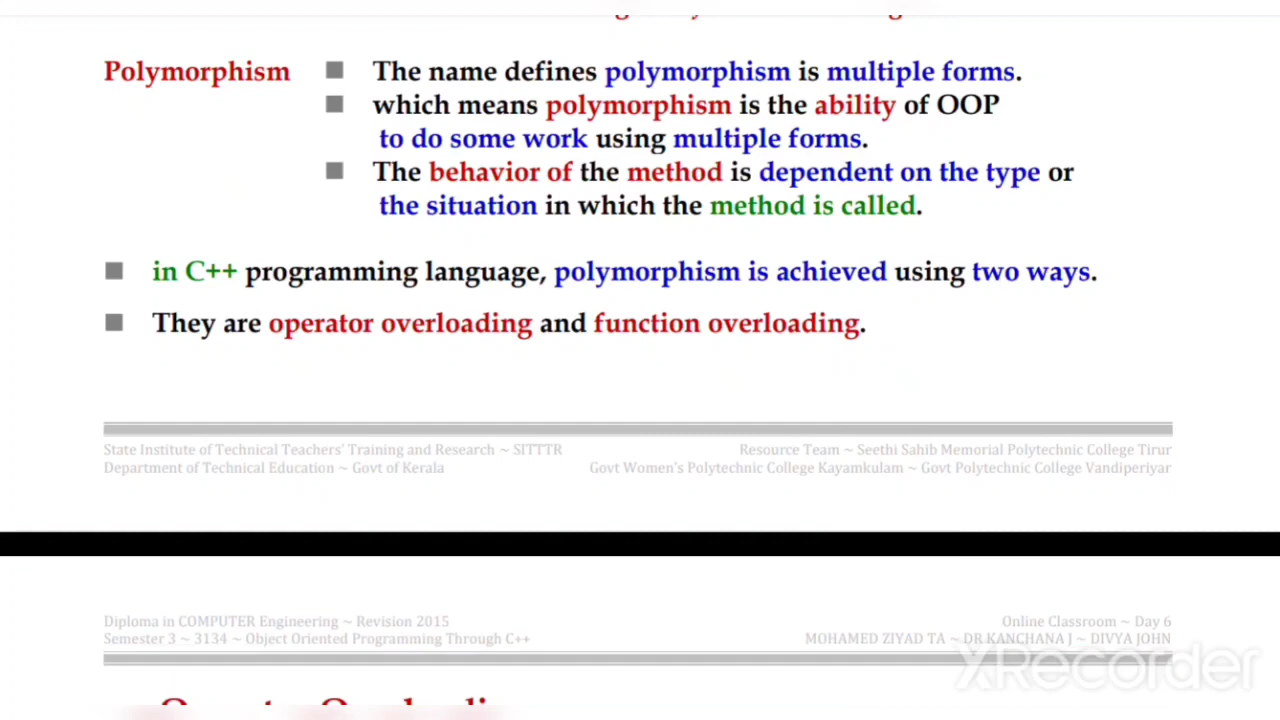 Polymorphism
The name defines polymorphism is multiple forms.
which means polymorphism is the ability of OOP
to do some work using multiple forms.
The behavior of the method is dependent on the type or
the situation in which the method is called.
in C++ programming language, polymorphism is achieved using two ways.
They are operator overloading and function overloading.
State Institute of Technical Teachers' Training and Research ~ SITTTR
Department of Technical Education ~ Govt of Kerala
Resource Team ~ Seethi Sahib Memorial Polytechnic College Tirur
Govt Women's Polytechnic College Kayamkulam ~ Govt Polytechnic College Vandiperiyar
Diploma in COMPUTER Engineering ~ Revision 2015
Semester 3 ~ 3134 ~ Object Oriented Programming Through C++
Online Classroom ~ Day 6
MOHAMED ZIYAD TA ~ DR KANCHANA J ~ DIVYA JOHN
XRecorder